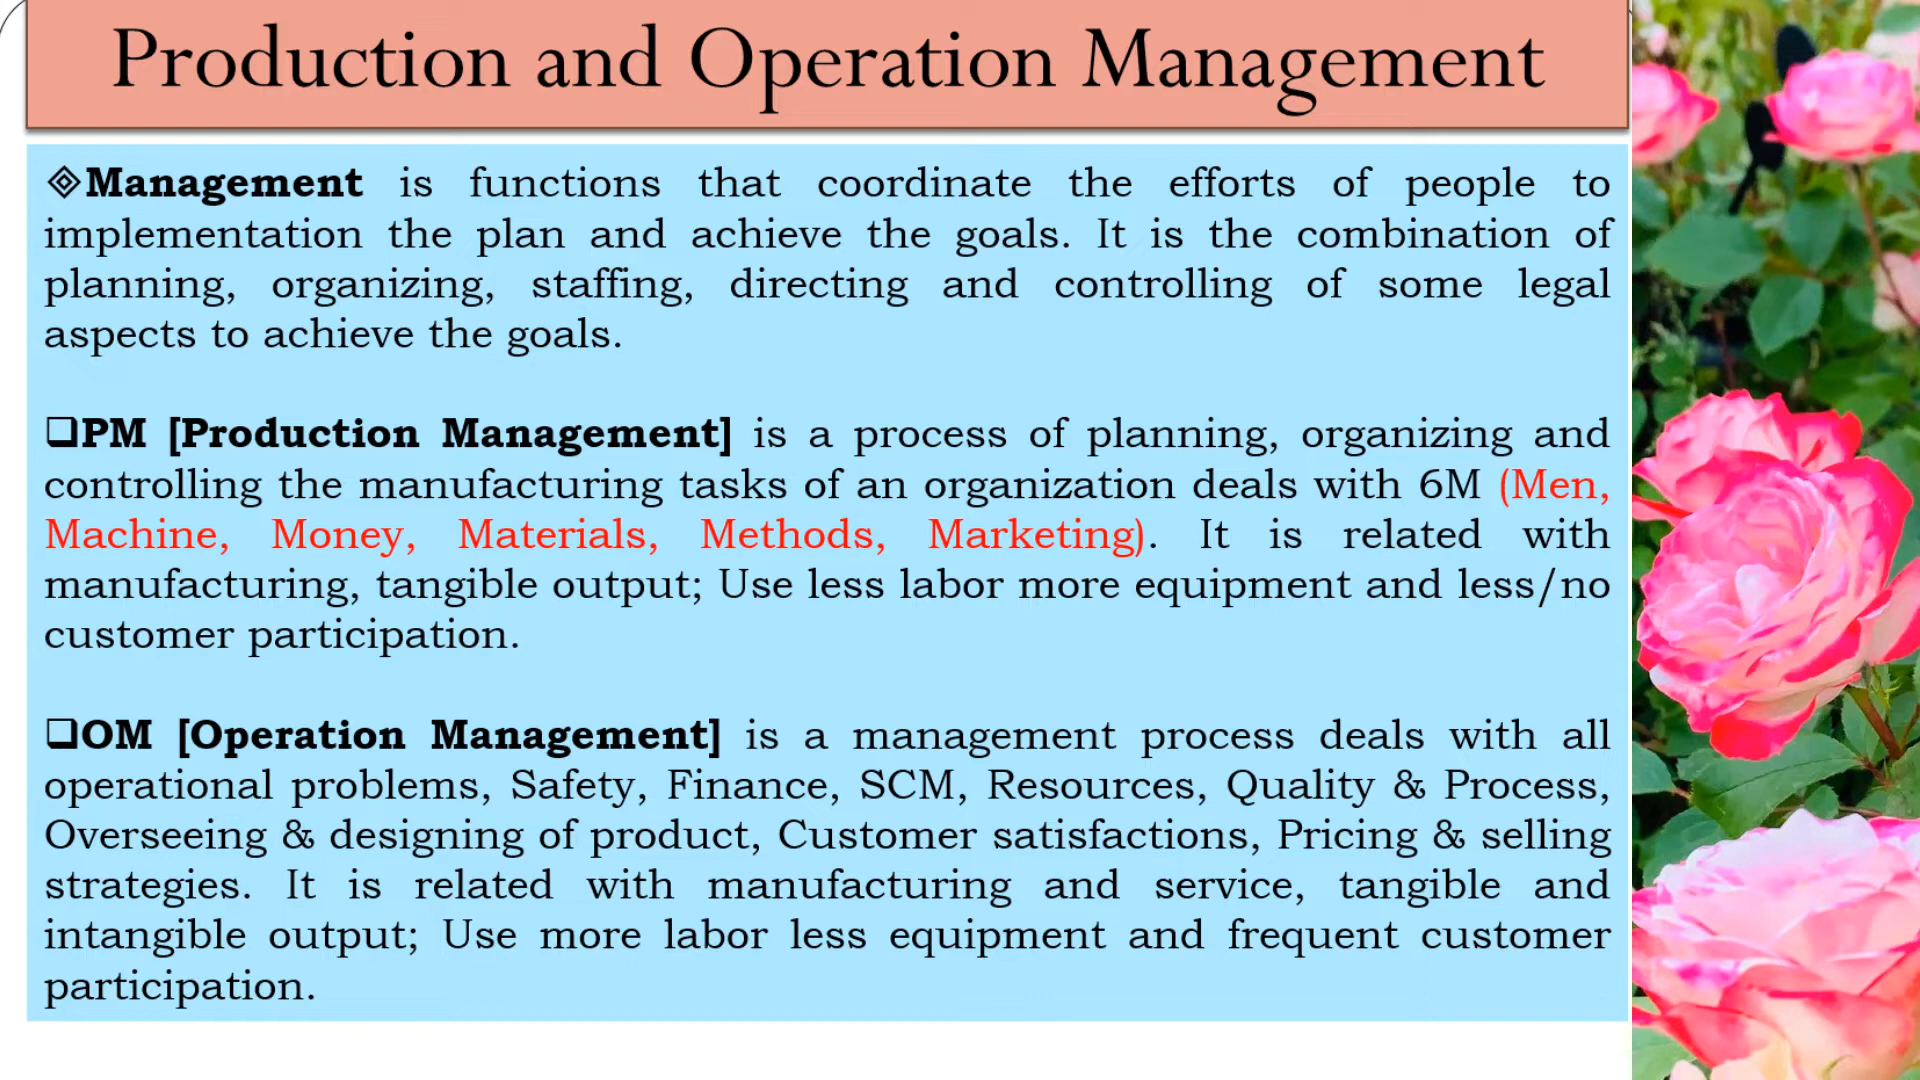 Production and Operation Management
Management is functions that coordinate the efforts of people to
implementation the plan and achieve the goals. It is the combination of
planning, organizing, staffing, directing and controlling of some legal
aspects to achieve the goals.
PM [Production Management] is a process of planning, organizing and
controlling the manufacturing tasks of an organization deals with 6M (Men,
Machine, Money, Materials, Methods, Marketing). It is related with
manufacturing, tangible output; Use less labor more equipment and less/no
customer participation.
OM [Operation Management] is a management process deals with all
operational problems, Safety, Finance, SCM, Resources, Quality & Process,
Overseeing & designing of product, Customer satisfactions, Pricing & selling
strategies. It is related with manufacturing and service, tangible and
intangible output; Use more labor less equipment and frequent customer
participation.